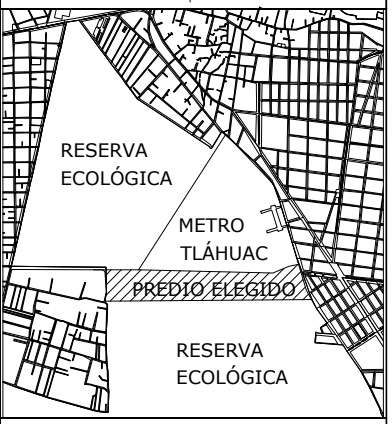 RESERVA
ECOLÓGICA
METRO
TLÁHUAC
PREDIO ELEGIDO
RESERVA
ECOLÓGICA